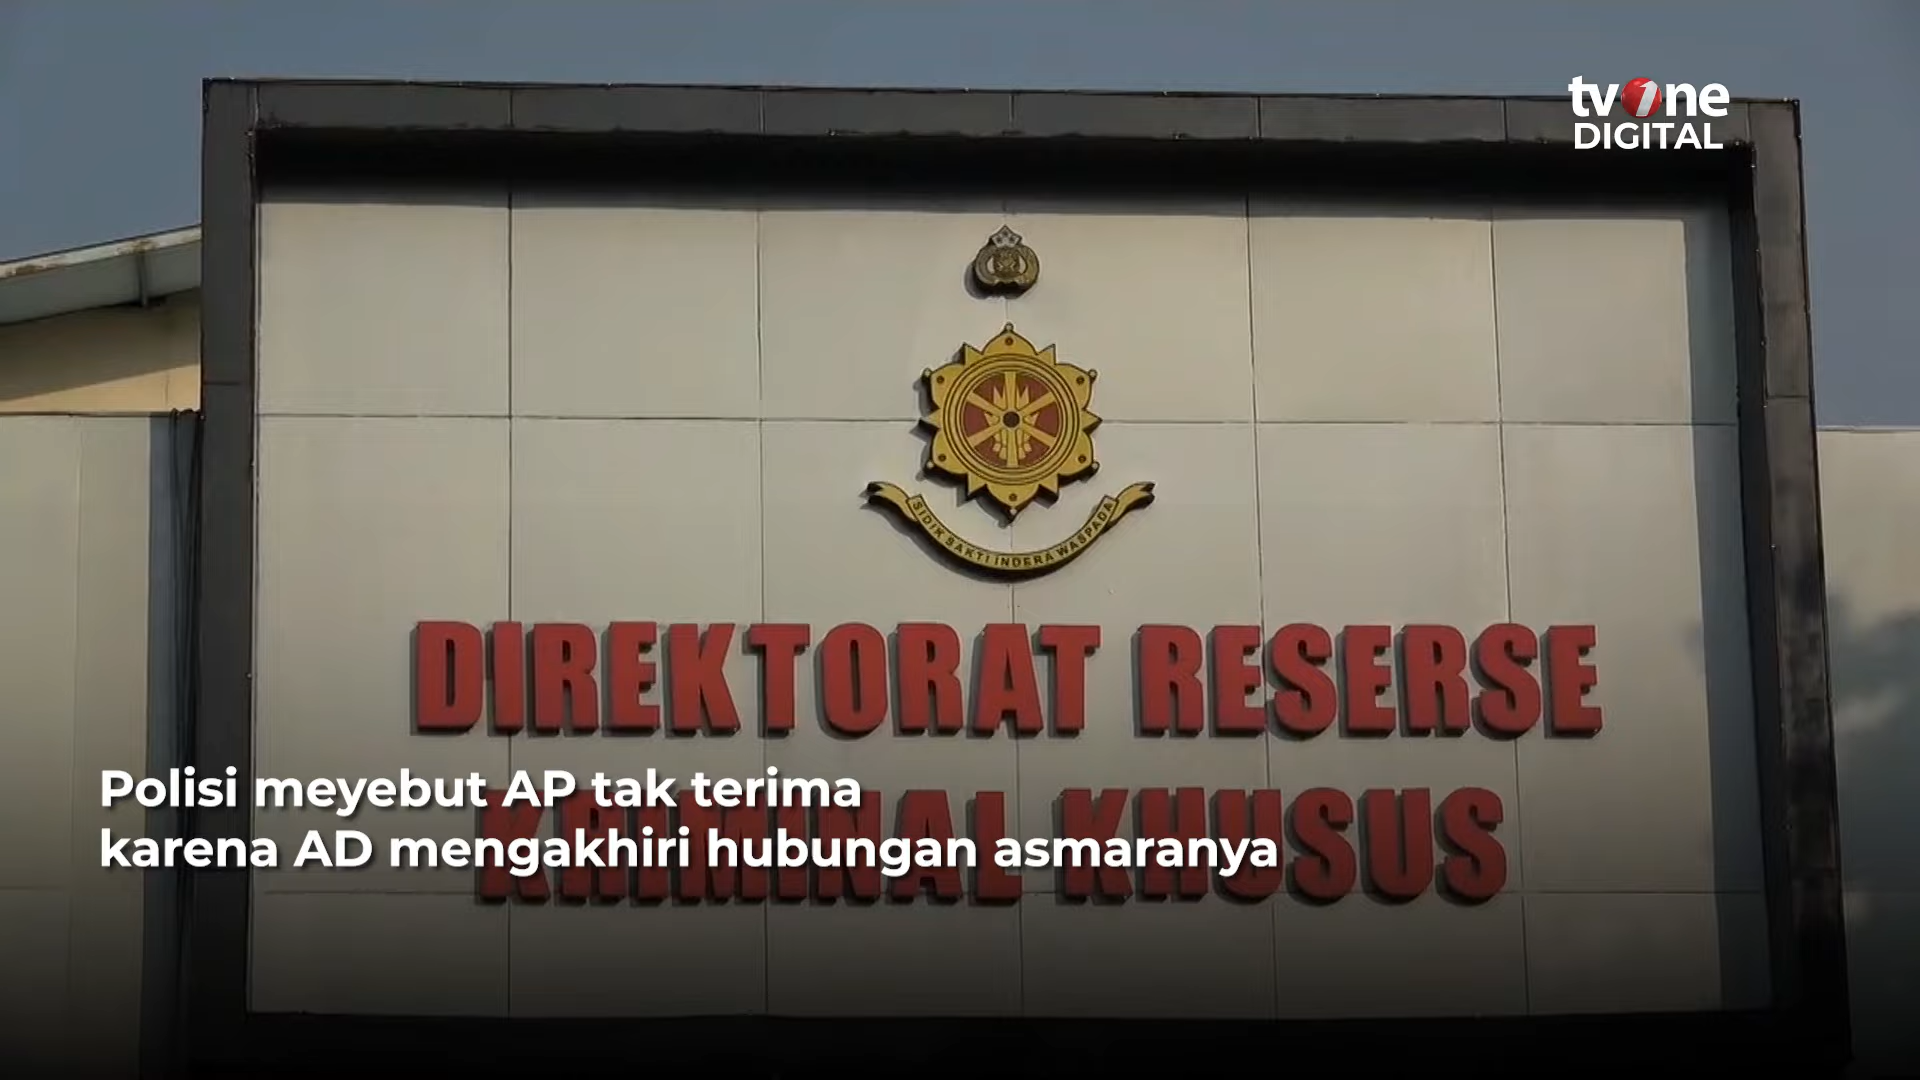 tvOne
DIGITAL
SIDIK SAKTI INDERA WASPADA
DIREKTORAT RESERSE
KRIMINAL KHUSUS
Polisi meyebut AP tak terima
karena AD mengakhiri hubungan asmaranya